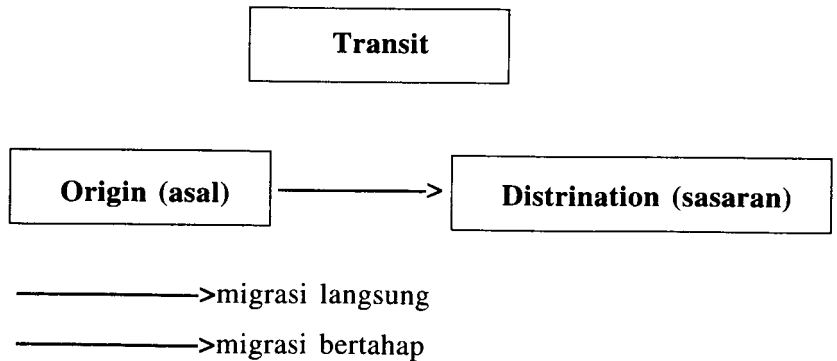 Transit
Origin (asal)
Distrination (sasaran)
migrasi langsung
migrasi bertahap